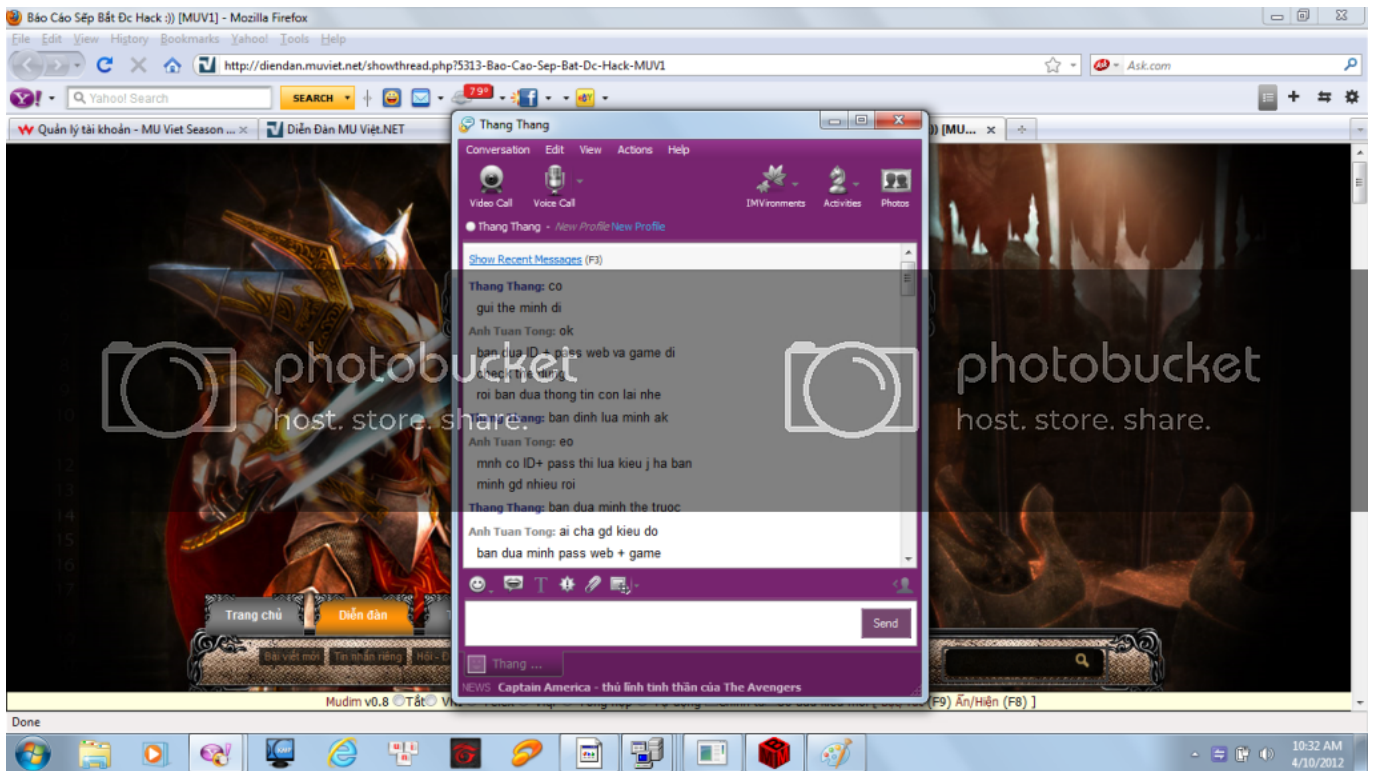 Báo Cáo Sếp Bắt Đc Hack :)) [MUV1] - Mozilla Firefox
File Edit View History Bookmarks Yahoo! Tools Help
http://diendan.muviet.net/showthread.php?5313-Bao-Cao-Sep-Bat-Dc-Hack-MUV1
Ask.com
Yahoo! Search
SEARCH
79°
Quản lý tài khoản - MU Viet Season ...
Diễn Đàn MU Việt.NET
)) [MU...
Thang Thang
Conversation Edit View Actions Help
Video Call Voice Call IMVironments Activities Photos
Thang Thang - New Profile New Profile
Show Recent Messages (F3)
Thang Thang: co
gui the minh di
Anh Tuan Tong: ok
ban dua ID + pass web va game di
check the dung
roi ban dua thong tin con lai nhe
Thang Thang: ban dinh lua minh ak
Anh Tuan Tong: eo
mnh co ID+ pass thi lua kieu j ha ban
minh gd nhieu roi
Thang Thang: ban dua minh the truoc
Anh Tuan Tong: ai cha gd kieu do
ban dua minh pass web + game
photobucket
host. store. share.
photobucket
host. store. share.
Send
Thang ...
NEWS Captain America - thủ lĩnh tinh thần của The Avengers
Trang chủ
Diễn đàn
Bài viết mới
Tin nhắn riêng
Hỏi - Đ
Mudim v0.8 Tắt
(F9) Ẩn/Hiện (F8) ]
Done
10:32 AM
4/10/2012